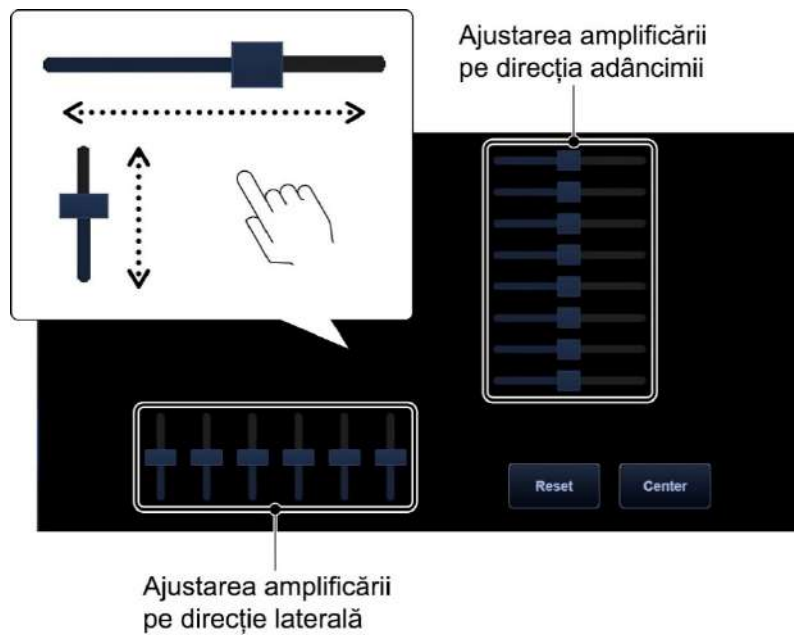 Ajustarea amplificării
pe direcția adâncimii
Reset
Center
Ajustarea amplificării
pe direcție laterală